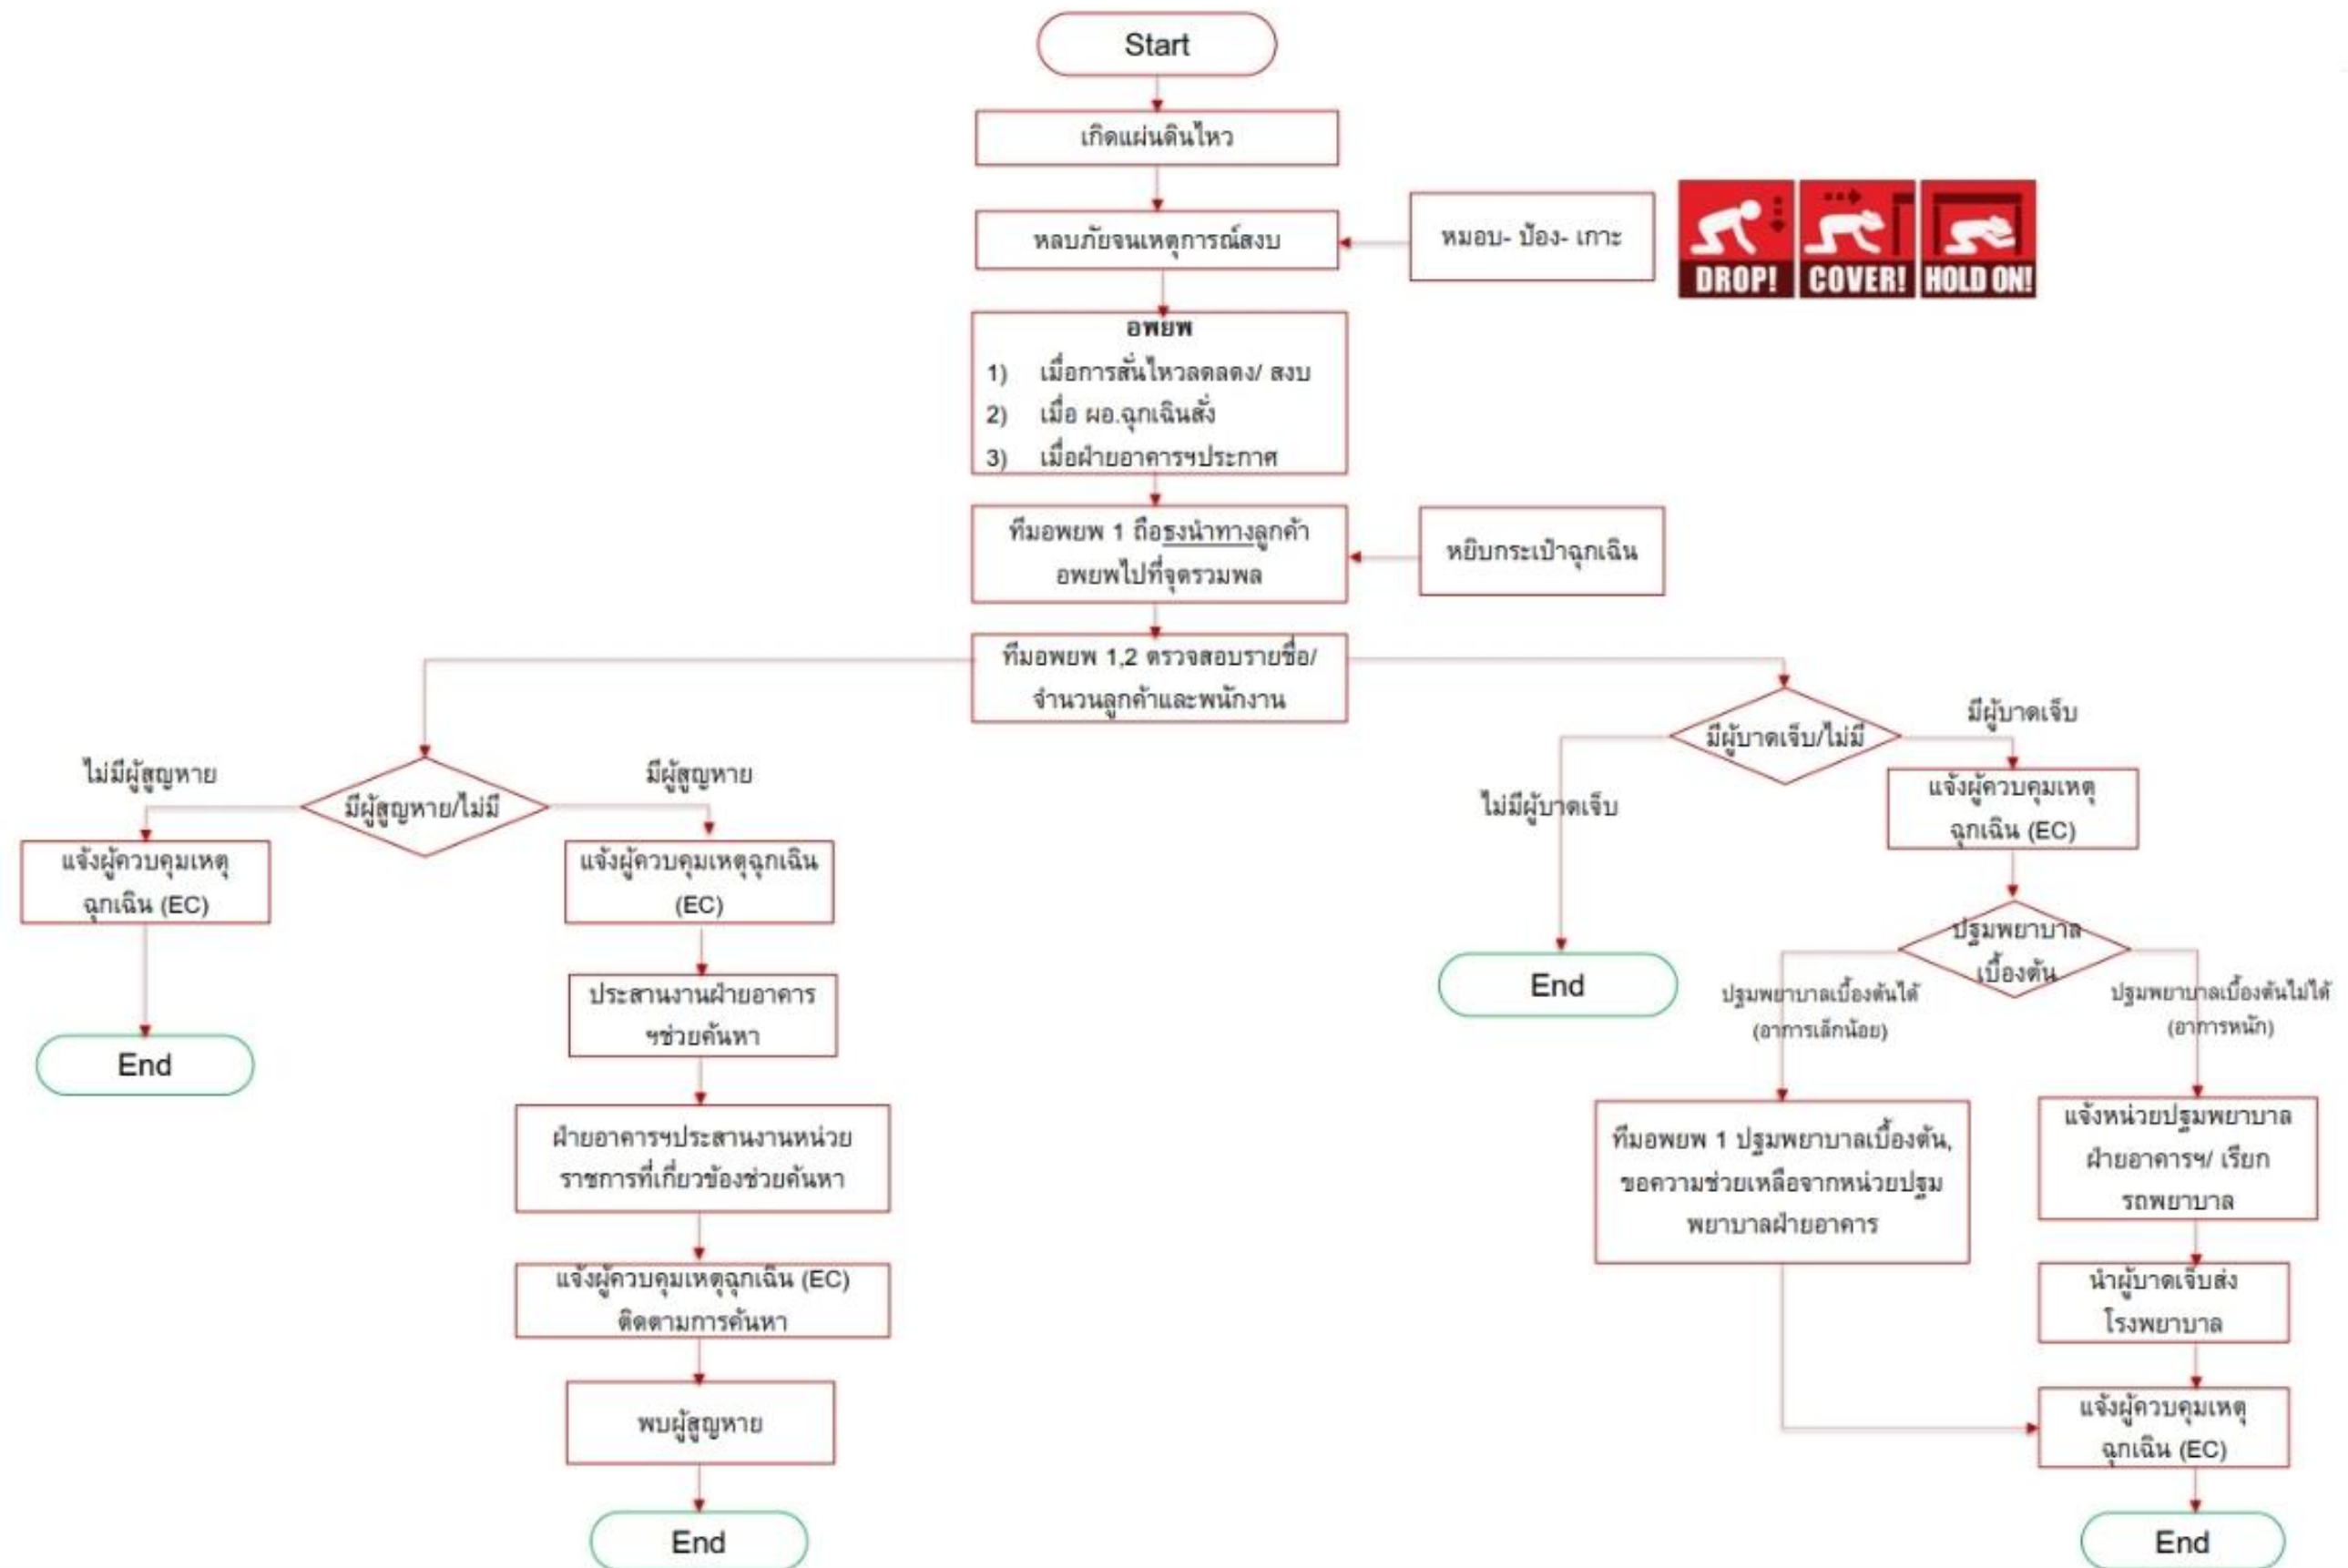 Start
เกิดแผ่นดินไหว
หลบภัยจนเหตุการณ์สงบ
หมอบ- ป้อง- เกาะ
DROP!
COVER!
HOLD ON!
อพยพ
1) เมื่อการสั่นไหวลดลดง/ สงบ
2) เมื่อ ผอ.ฉุกเฉินสั่ง
3) เมื่อฝ่ายอาคารฯประกาศ
ทีมอพยพ 1 ถือธงนำทางลูกค้า
อพยพไปที่จุดรวมพล
หยิบกระเป๋าฉุกเฉิน
ทีมอพยพ 1,2 ตรวจสอบรายชื่อ/
จำนวนลูกค้าและพนักงาน
ไม่มีผู้สูญหาย
มีผู้สูญหาย/ไม่มี
มีผู้สูญหาย
แจ้งผู้ควบคุมเหตุ
ฉุกเฉิน (EC)
End
แจ้งผู้ควบคุมเหตุฉุกเฉิน
(EC)
ประสานงานฝ่ายอาคาร
ฯช่วยค้นหา
ฝ่ายอาคารฯประสานงานหน่วย
ราชการที่เกี่ยวข้องช่วยค้นหา
แจ้งผู้ควบคุมเหตุฉุกเฉิน (EC)
ติดตามการค้นหา
พบผู้สูญหาย
End
มีผู้บาดเจ็บ/ไม่มี
มีผู้บาดเจ็บ
ไม่มีผู้บาดเจ็บ
End
แจ้งผู้ควบคุมเหตุ
ฉุกเฉิน (EC)
ปฐมพยาบาล
เบื้องต้น
ปฐมพยาบาลเบื้องต้นได้
(อาการเล็กน้อย)
ปฐมพยาบาลเบื้องต้นไม่ได้
(อาการหนัก)
ทีมอพยพ 1 ปฐมพยาบาลเบื้องต้น,
ขอความช่วยเหลือจากหน่วยปฐม
พยาบาลฝ่ายอาคาร
แจ้งหน่วยปฐมพยาบาล
ฝ่ายอาคารฯ/ เรียก
รถพยาบาล
นำผู้บาดเจ็บส่ง
โรงพยาบาล
แจ้งผู้ควบคุมเหตุ
ฉุกเฉิน (EC)
End